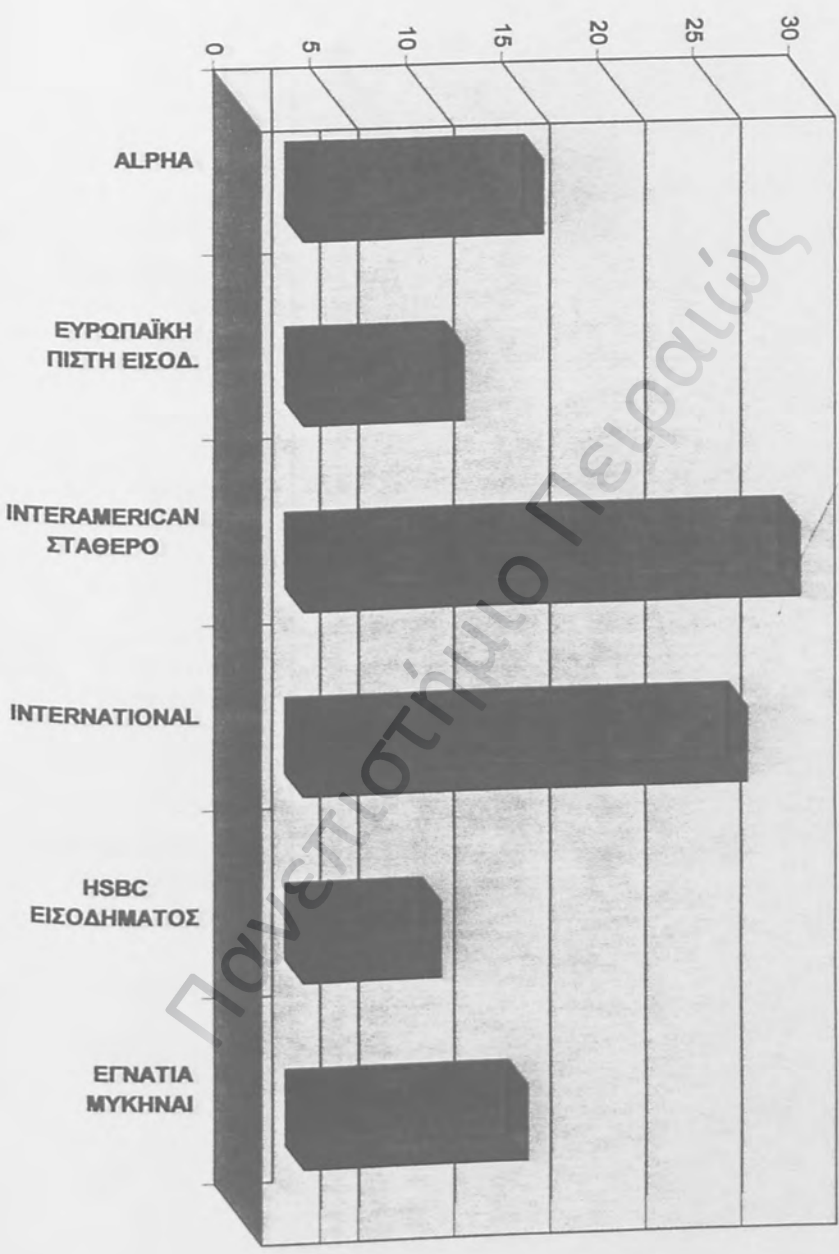 0
5
10
15
20
25
30
ALPHA
ΕΥΡΩΠΑΪΚΗ
ΠΙΣΤΗ ΕΙΣΟΔ.
INTERAMERICAN
ΣΤΑΘΕΡΟ
INTERNATIONAL
HSBC
ΕΙΣΟΔΗΜΑΤΟΣ
ΕΓΝΑΤΙΑ
ΜΥΚΗΝΑΙ
Πανεπιστήμιο Πειραιώς